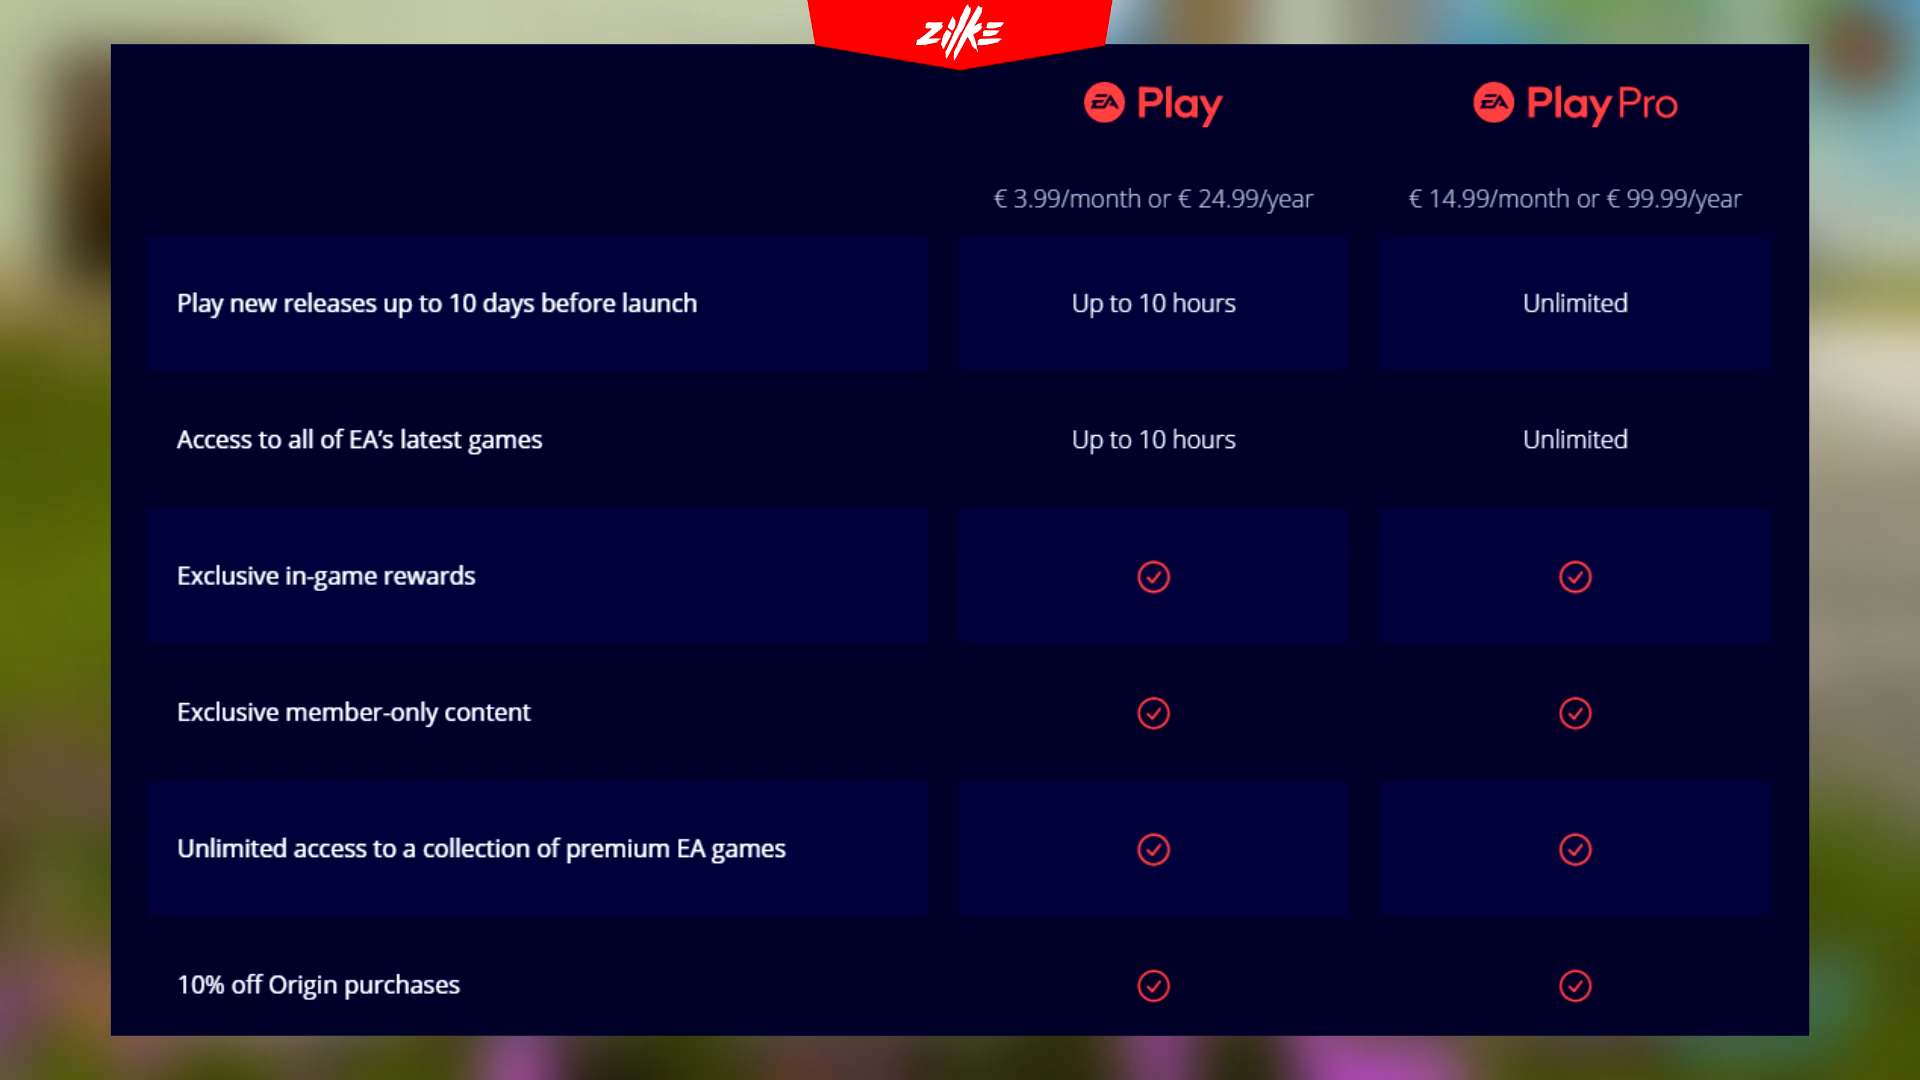 ZilKE
EA Play
EA Play Pro
€ 3.99/month or € 24.99/year
€ 14.99/month or € 99.99/year
Play new releases up to 10 days before launch
Up to 10 hours
Unlimited
Access to all of EA’s latest games
Up to 10 hours
Unlimited
Exclusive in-game rewards
Exclusive member-only content
Unlimited access to a collection of premium EA games
10% off Origin purchases